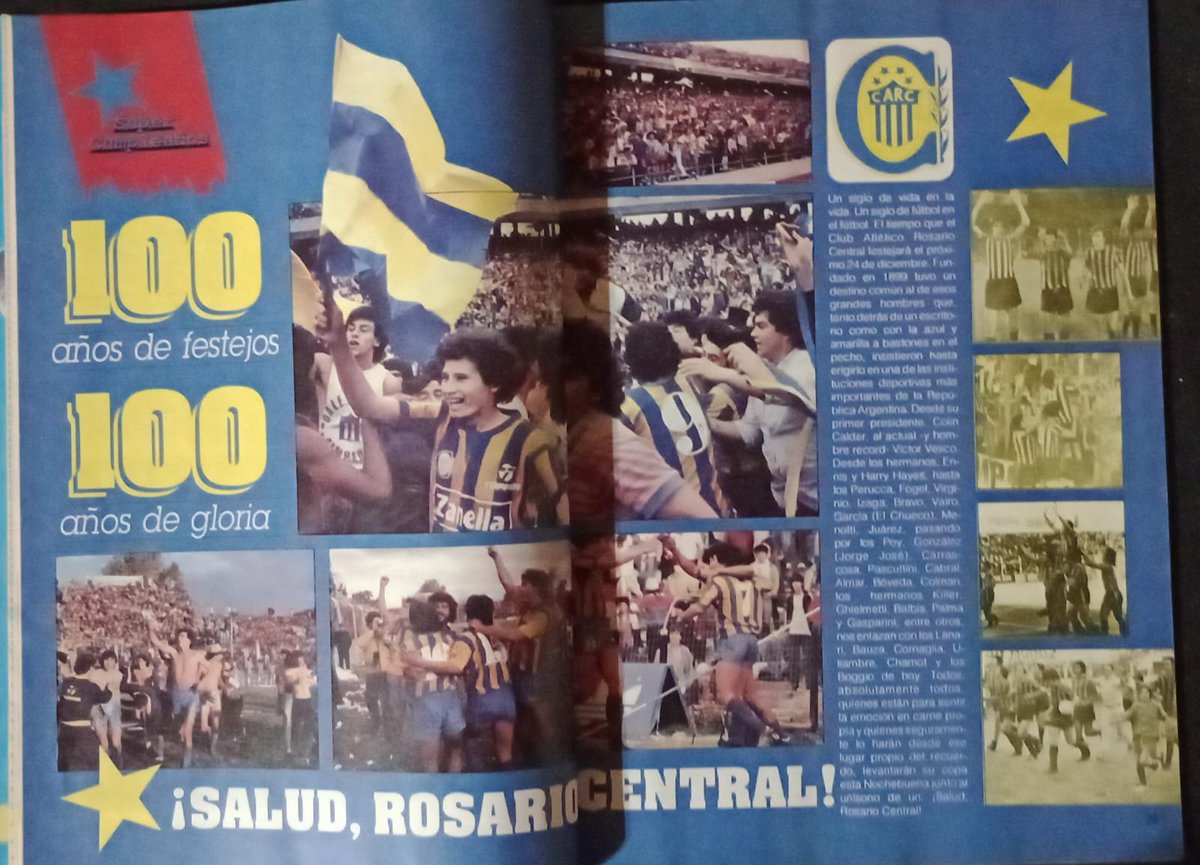 Super
Cumpleaños
100
años de festejos
100
años de gloria
CARC
Zanella
9
Un siglo de vida en la
vida. Un siglo de fútbol en
el fútbol. El tiempo que el
Club Atlético Rosario
Central festejará el próxi-
mo 24 de diciembre. Fun-
dado en 1899 tuvo un
destino común al de esos
grandes hombres que,
tanto detrás de un escrito-
rio como con la azul y
amarilla a bastones en el
pecho, insistieron hasta
erigirlo en una de las insti-
tuciones deportivas más
importantes de la Repú-
blica Argentina. Desde su
primer presidente, Colin
Calder, al actual -y hom-
bre record- Victor Vesco.
Desde los hermanos, En-
nis y Harry Hayes, hasta
los Perucca, Fogel, Virgi-
nio, Izaga, Bravo, Vairo,
García (El Chueco), Me-
notti, Juárez, pasando
por los Poy, González
(Jorge José), Carras-
cosa, Pascuttini, Cabral,
Aimar, Bóveda, Colman,
los hermanos Killer,
Ghielmetti, Balbis, Palma
y Gasparini, entre otros,
nos enlazan con los Lana-
ri, Bauza, Cornaglia, U-
liambre, Chamot y los
Boggio de hoy. Todos,
absolutamente todos,
quienes están para sentir
la emoción en carne pro-
pia y quienes seguramen-
te lo harán desde ese
lugar propio del recuer-
do, levantarán su copa
esta Nochebuena junto al
unísono de un: ¡Salud,
Rosario Central!
¡SALUD, ROSARIO CENTRAL!